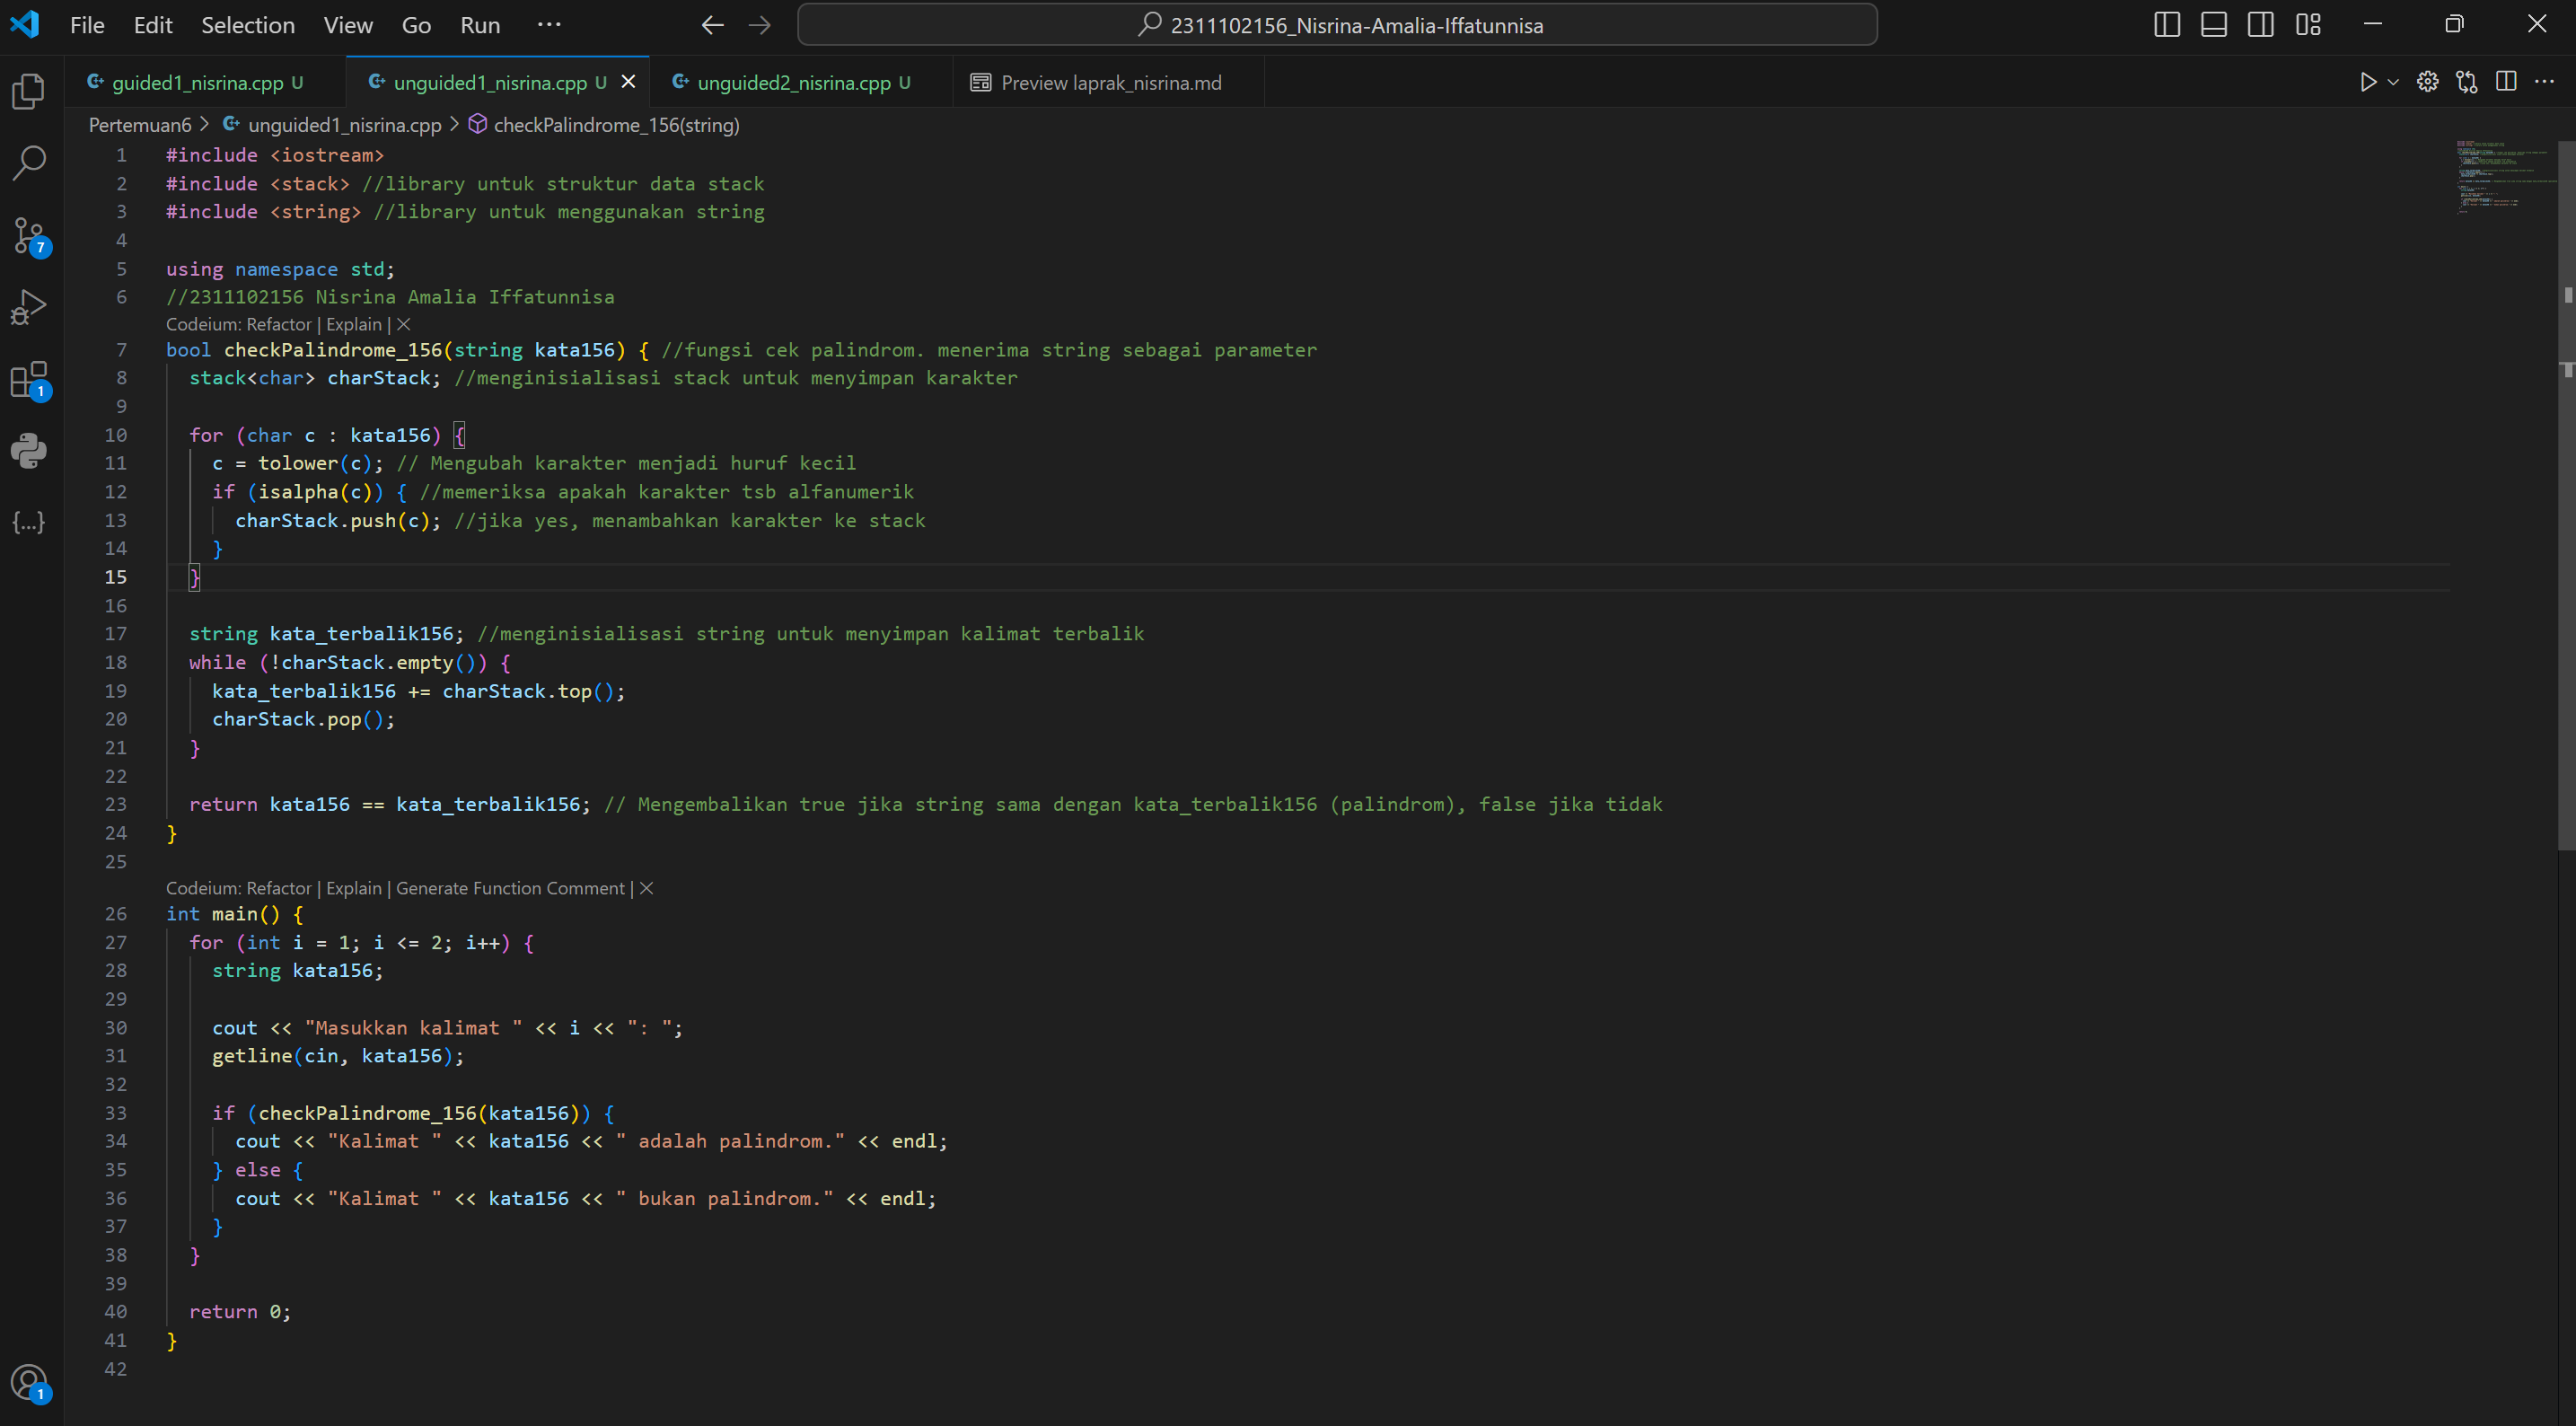 File Edit Selection View Go Run ··· 2311102156_Nisrina-Amalia-Iffatunnisa
guided1_nisrina.cpp U unguided1_nisrina.cpp U unguided2_nisrina.cpp U Preview laprak_nisrina.md
Pertemuan6 > unguided1_nisrina.cpp > checkPalindrome_156(string)
1 #include <iostream>
2 #include <stack> //library untuk struktur data stack
3 #include <string> //library untuk menggunakan string
4
5 using namespace std;
6 //2311102156 Nisrina Amalia Iffatunnisa
Codeium: Refactor | Explain | ×
7 bool checkPalindrome_156(string kata156) { //fungsi cek palindrom. menerima string sebagai parameter
8 stack<char> charStack; //menginisialisasi stack untuk menyimpan karakter
9
10 for (char c : kata156) {
11 c = tolower(c); // Mengubah karakter menjadi huruf kecil
12 if (isalpha(c)) { //memeriksa apakah karakter tsb alfanumerik
13 charStack.push(c); //jika yes, menambahkan karakter ke stack
14 }
15 }
16
17 string kata_terbalik156; //menginisialisasi string untuk menyimpan kalimat terbalik
18 while (!charStack.empty()) {
19 kata_terbalik156 += charStack.top();
20 charStack.pop();
21 }
22
23 return kata156 == kata_terbalik156; // Mengembalikan true jika string sama dengan kata_terbalik156 (palindrom), false jika tidak
24 }
25
Codeium: Refactor | Explain | Generate Function Comment | ×
26 int main() {
27 for (int i = 1; i <= 2; i++) {
28 string kata156;
29
30 cout << "Masukkan kalimat " << i << ": ";
31 getline(cin, kata156);
32
33 if (checkPalindrome_156(kata156)) {
34 cout << "Kalimat " << kata156 << " adalah palindrom." << endl;
35 } else {
36 cout << "Kalimat " << kata156 << " bukan palindrom." << endl;
37 }
38 }
39
40 return 0;
41 }
42
7
1
1